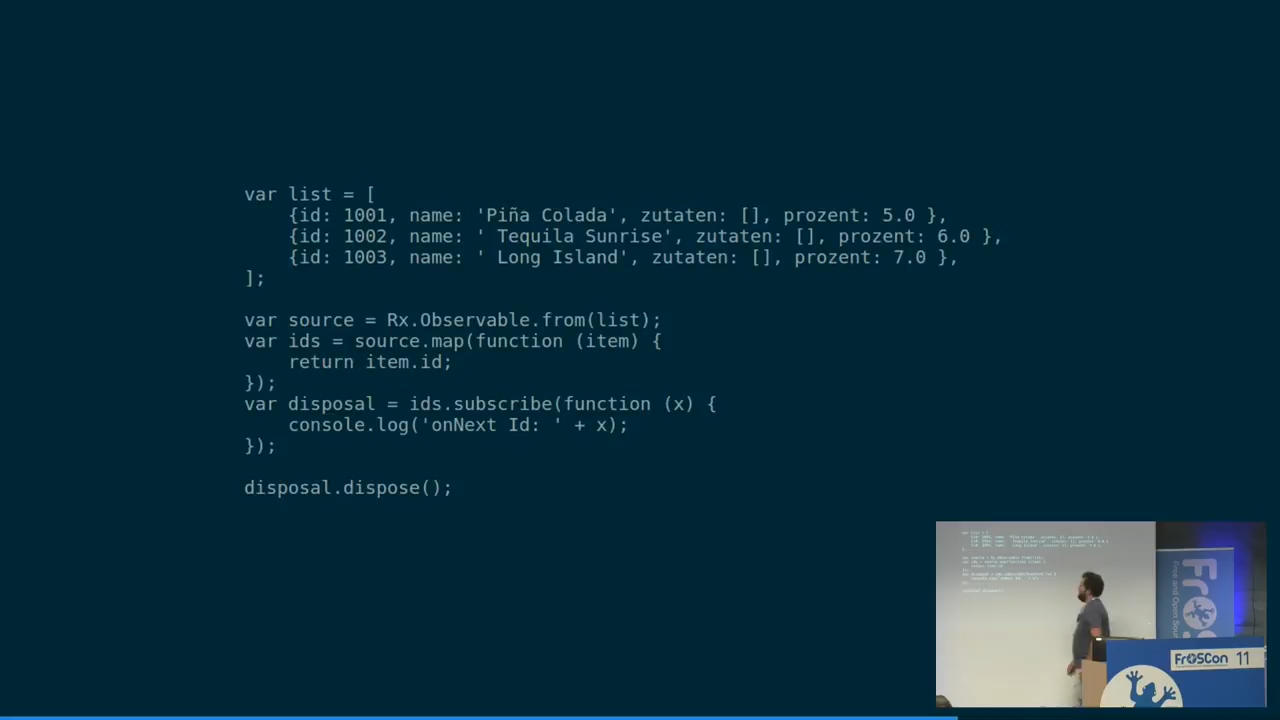 var list = [
    {id: 1001, name: 'Piña Colada', zutaten: [], prozent: 5.0 },
    {id: 1002, name: ' Tequila Sunrise', zutaten: [], prozent: 6.0 },
    {id: 1003, name: ' Long Island', zutaten: [], prozent: 7.0 },
];
var source = Rx.Observable.from(list);
var ids = source.map(function (item) {
    return item.id;
});
var disposal = ids.subscribe(function (x) {
    console.log('onNext Id: ' + x);
});
disposal.dispose();
FrOSCon 11